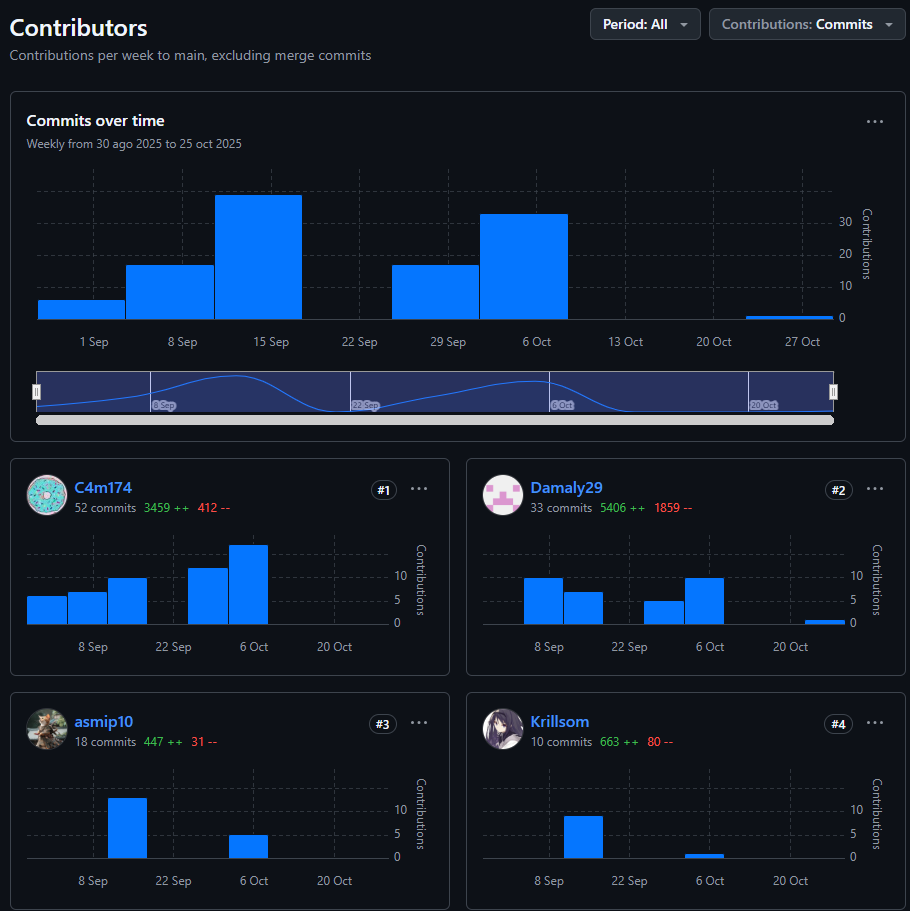 Contributors
Period: All
Contributions: Commits
Contributions per week to main, excluding merge commits
Commits over time
Weekly from 30 ago 2025 to 25 oct 2025
30
20
10
0
Contributions
1 Sep 8 Sep 15 Sep 22 Sep 29 Sep 6 Oct 13 Oct 20 Oct 27 Oct
8 Sep 22 Sep 6 Oct 20 Oct
C4m174
#1
52 commits 3459 ++ 412 --
10
5
0
Contributions
8 Sep 22 Sep 6 Oct 20 Oct
Damaly29
#2
33 commits 5406 ++ 1859 --
10
5
0
Contributions
8 Sep 22 Sep 6 Oct 20 Oct
asmip10
#3
18 commits 447 ++ 31 --
10
5
0
Contributions
8 Sep 22 Sep 6 Oct 20 Oct
Krillsom
#4
10 commits 663 ++ 80 --
10
5
0
Contributions
8 Sep 22 Sep 6 Oct 20 Oct